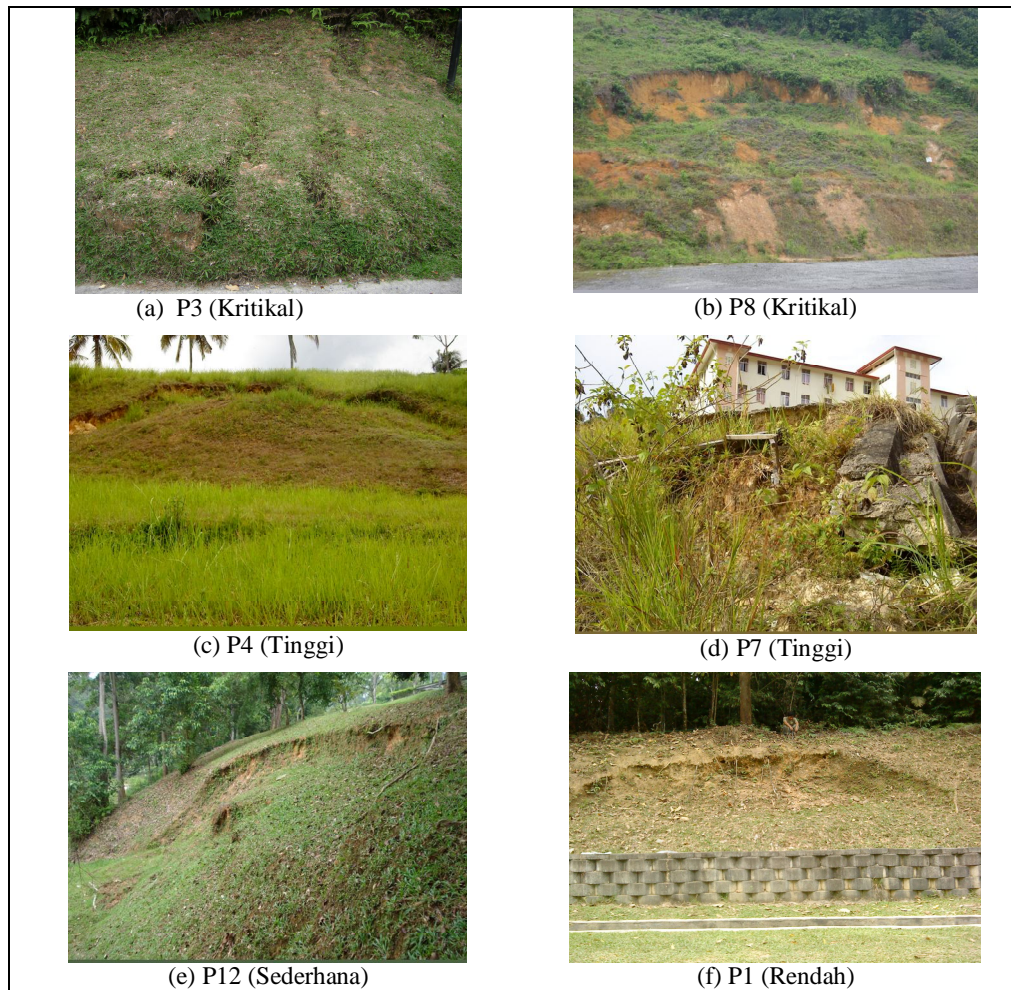 (a) P3 (Kritikal)
(b) P8 (Kritikal)
(c) P4 (Tinggi)
(d) P7 (Tinggi)
(e) P12 (Sederhana)
(f) P1 (Rendah)